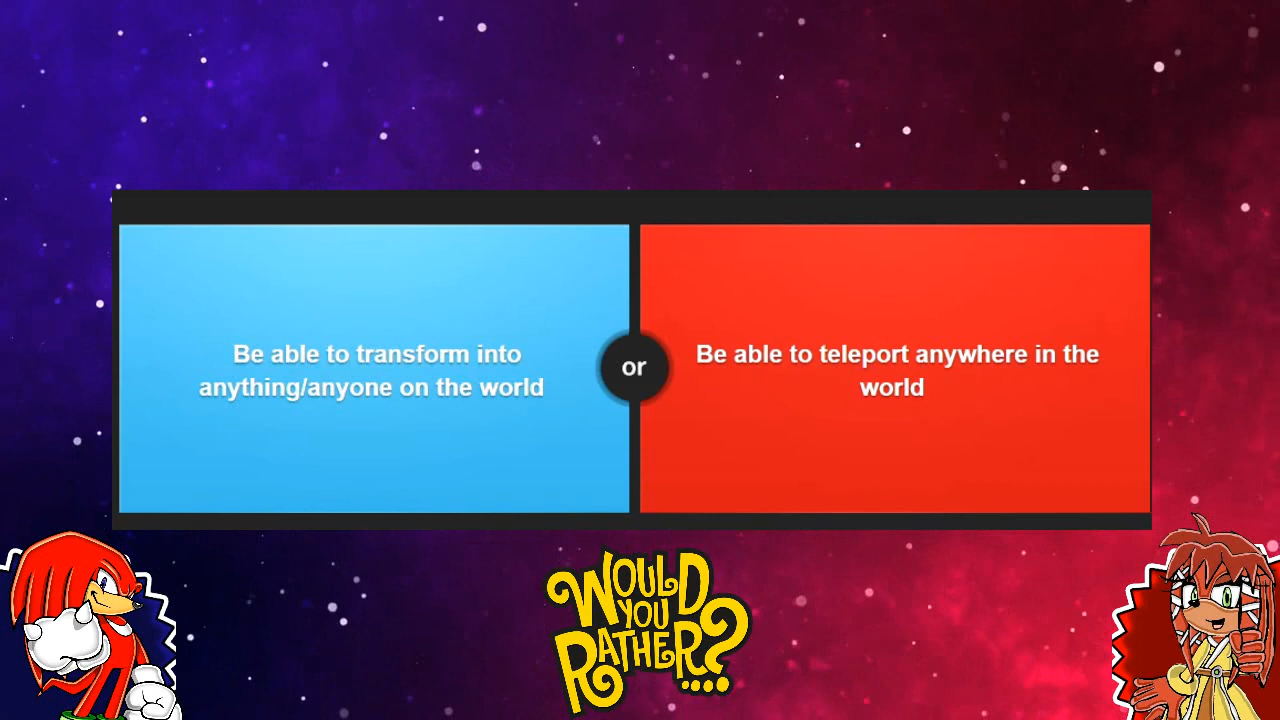 Be able to transform into
anything/anyone on the world
or
Be able to teleport anywhere in the
world
WOULD
YOU
RATHER?....